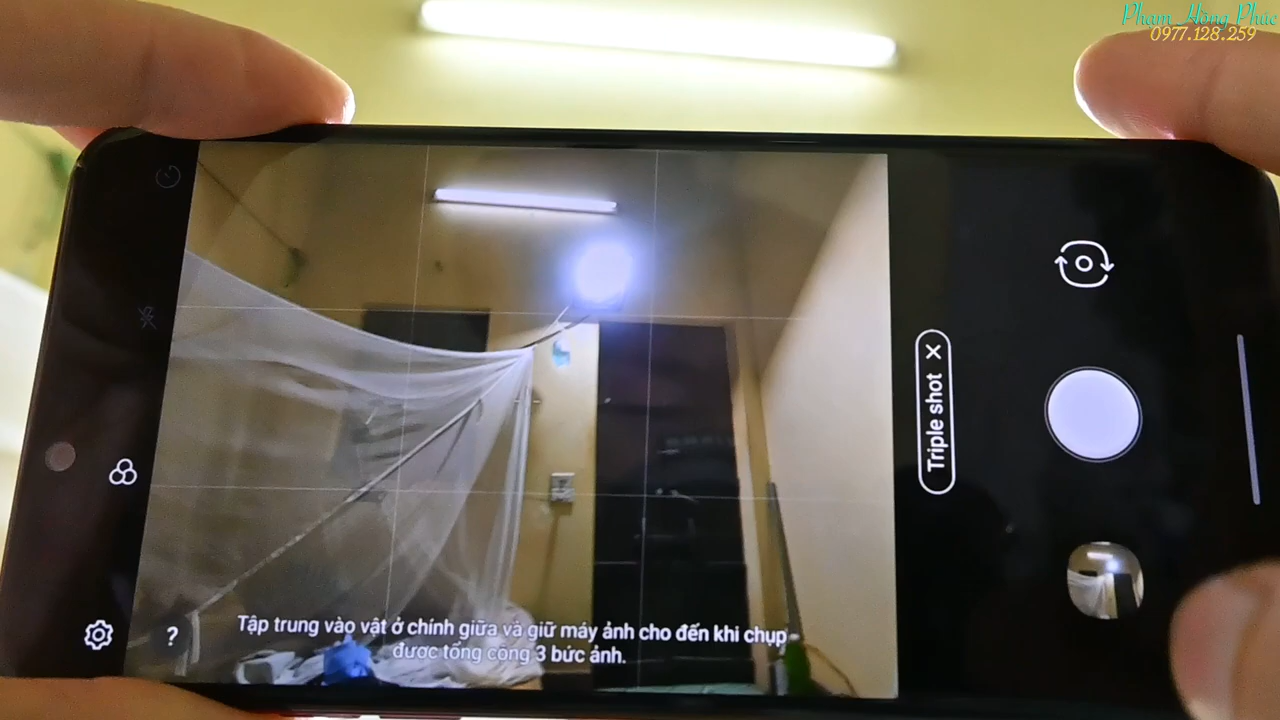 Phạm Hồng Phúc
0977.128.259
Triple shot ×
?
Tập trung vào vật ở chính giữa và giữ máy ảnh cho đến khi chụp
được tổng cộng 3 bức ảnh.